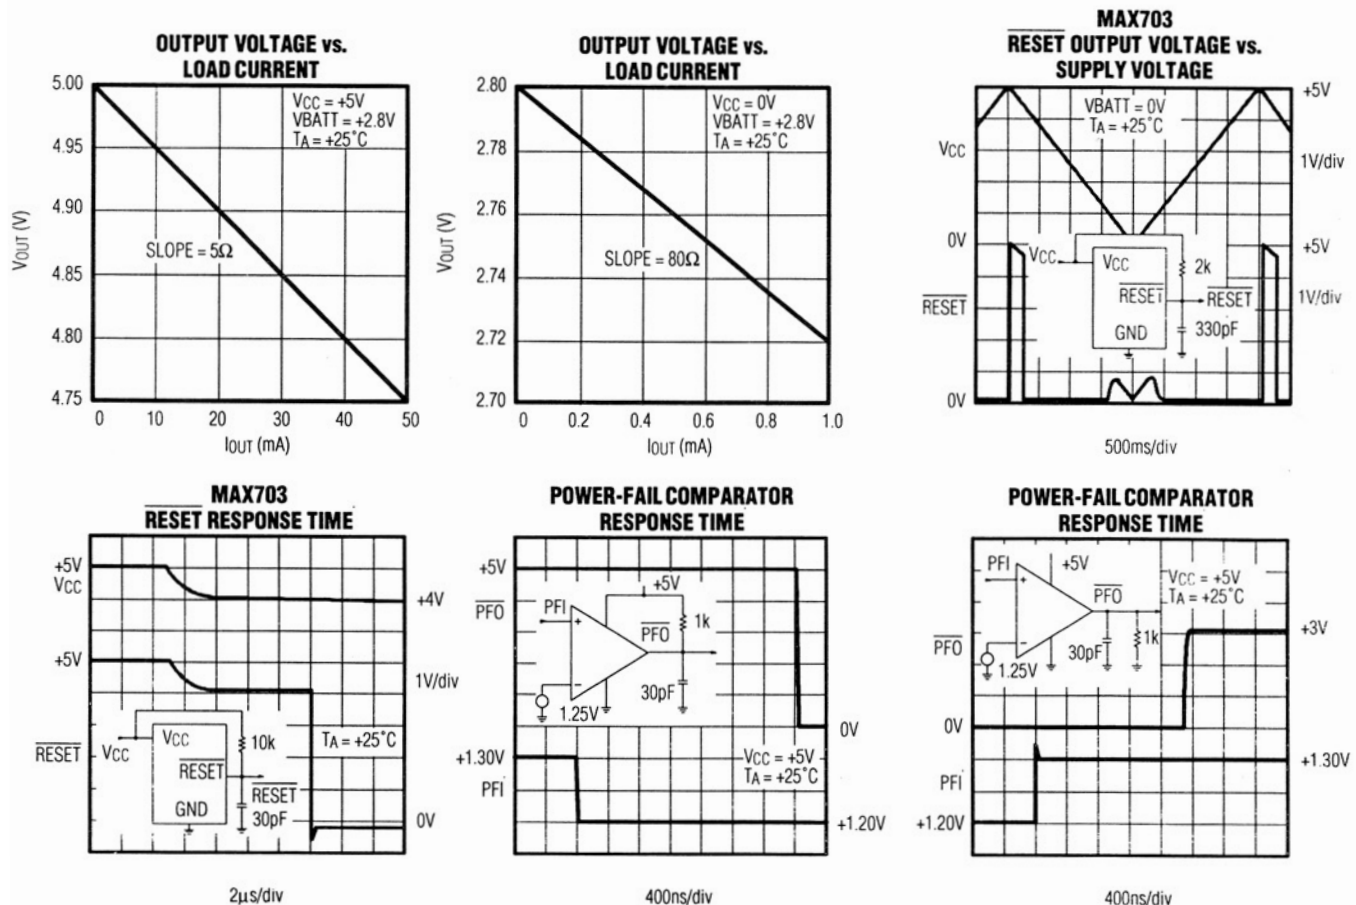 OUTPUT VOLTAGE vs.
LOAD CURRENT
5.00
4.95
4.90
4.85
4.80
4.75
VOUT (V)
VCC = +5V
VBATT = +2.8V
TA = +25°C
SLOPE = 5Ω
0 10 20 30 40 50
IOUT (mA)
OUTPUT VOLTAGE vs.
LOAD CURRENT
2.80
2.78
2.76
2.74
2.72
2.70
VOUT (V)
VCC = 0V
VBATT = +2.8V
TA = +25°C
SLOPE = 80Ω
0 0.2 0.4 0.6 0.8 1.0
IOUT (mA)
MAX703
RESET OUTPUT VOLTAGE vs.
SUPPLY VOLTAGE
VBATT = 0V
TA = +25°C
+5V
VCC
1V/div
0V
+5V
VCC
VCC
2k
RESET
RESET
RESET
1V/div
GND
330pF
0V
500ms/div
MAX703
RESET RESPONSE TIME
+5V
VCC
+4V
+5V
1V/div
RESET
VCC
VCC
10k
TA = +25°C
RESET
RESET
GND
30pF
0V
2µs/div
POWER-FAIL COMPARATOR
RESPONSE TIME
+5V
PFO
+5V
PFI
+
1k
PFO
−
30pF
1.25V
0V
+1.30V
PFI
VCC = +5V
TA = +25°C
+1.20V
400ns/div
POWER-FAIL COMPARATOR
RESPONSE TIME
PFI
+5V
+
PFO
VCC = +5V
TA = +25°C
+3V
PFO
−
30pF
1k
1.25V
0V
+1.30V
PFI
+1.20V
400ns/div